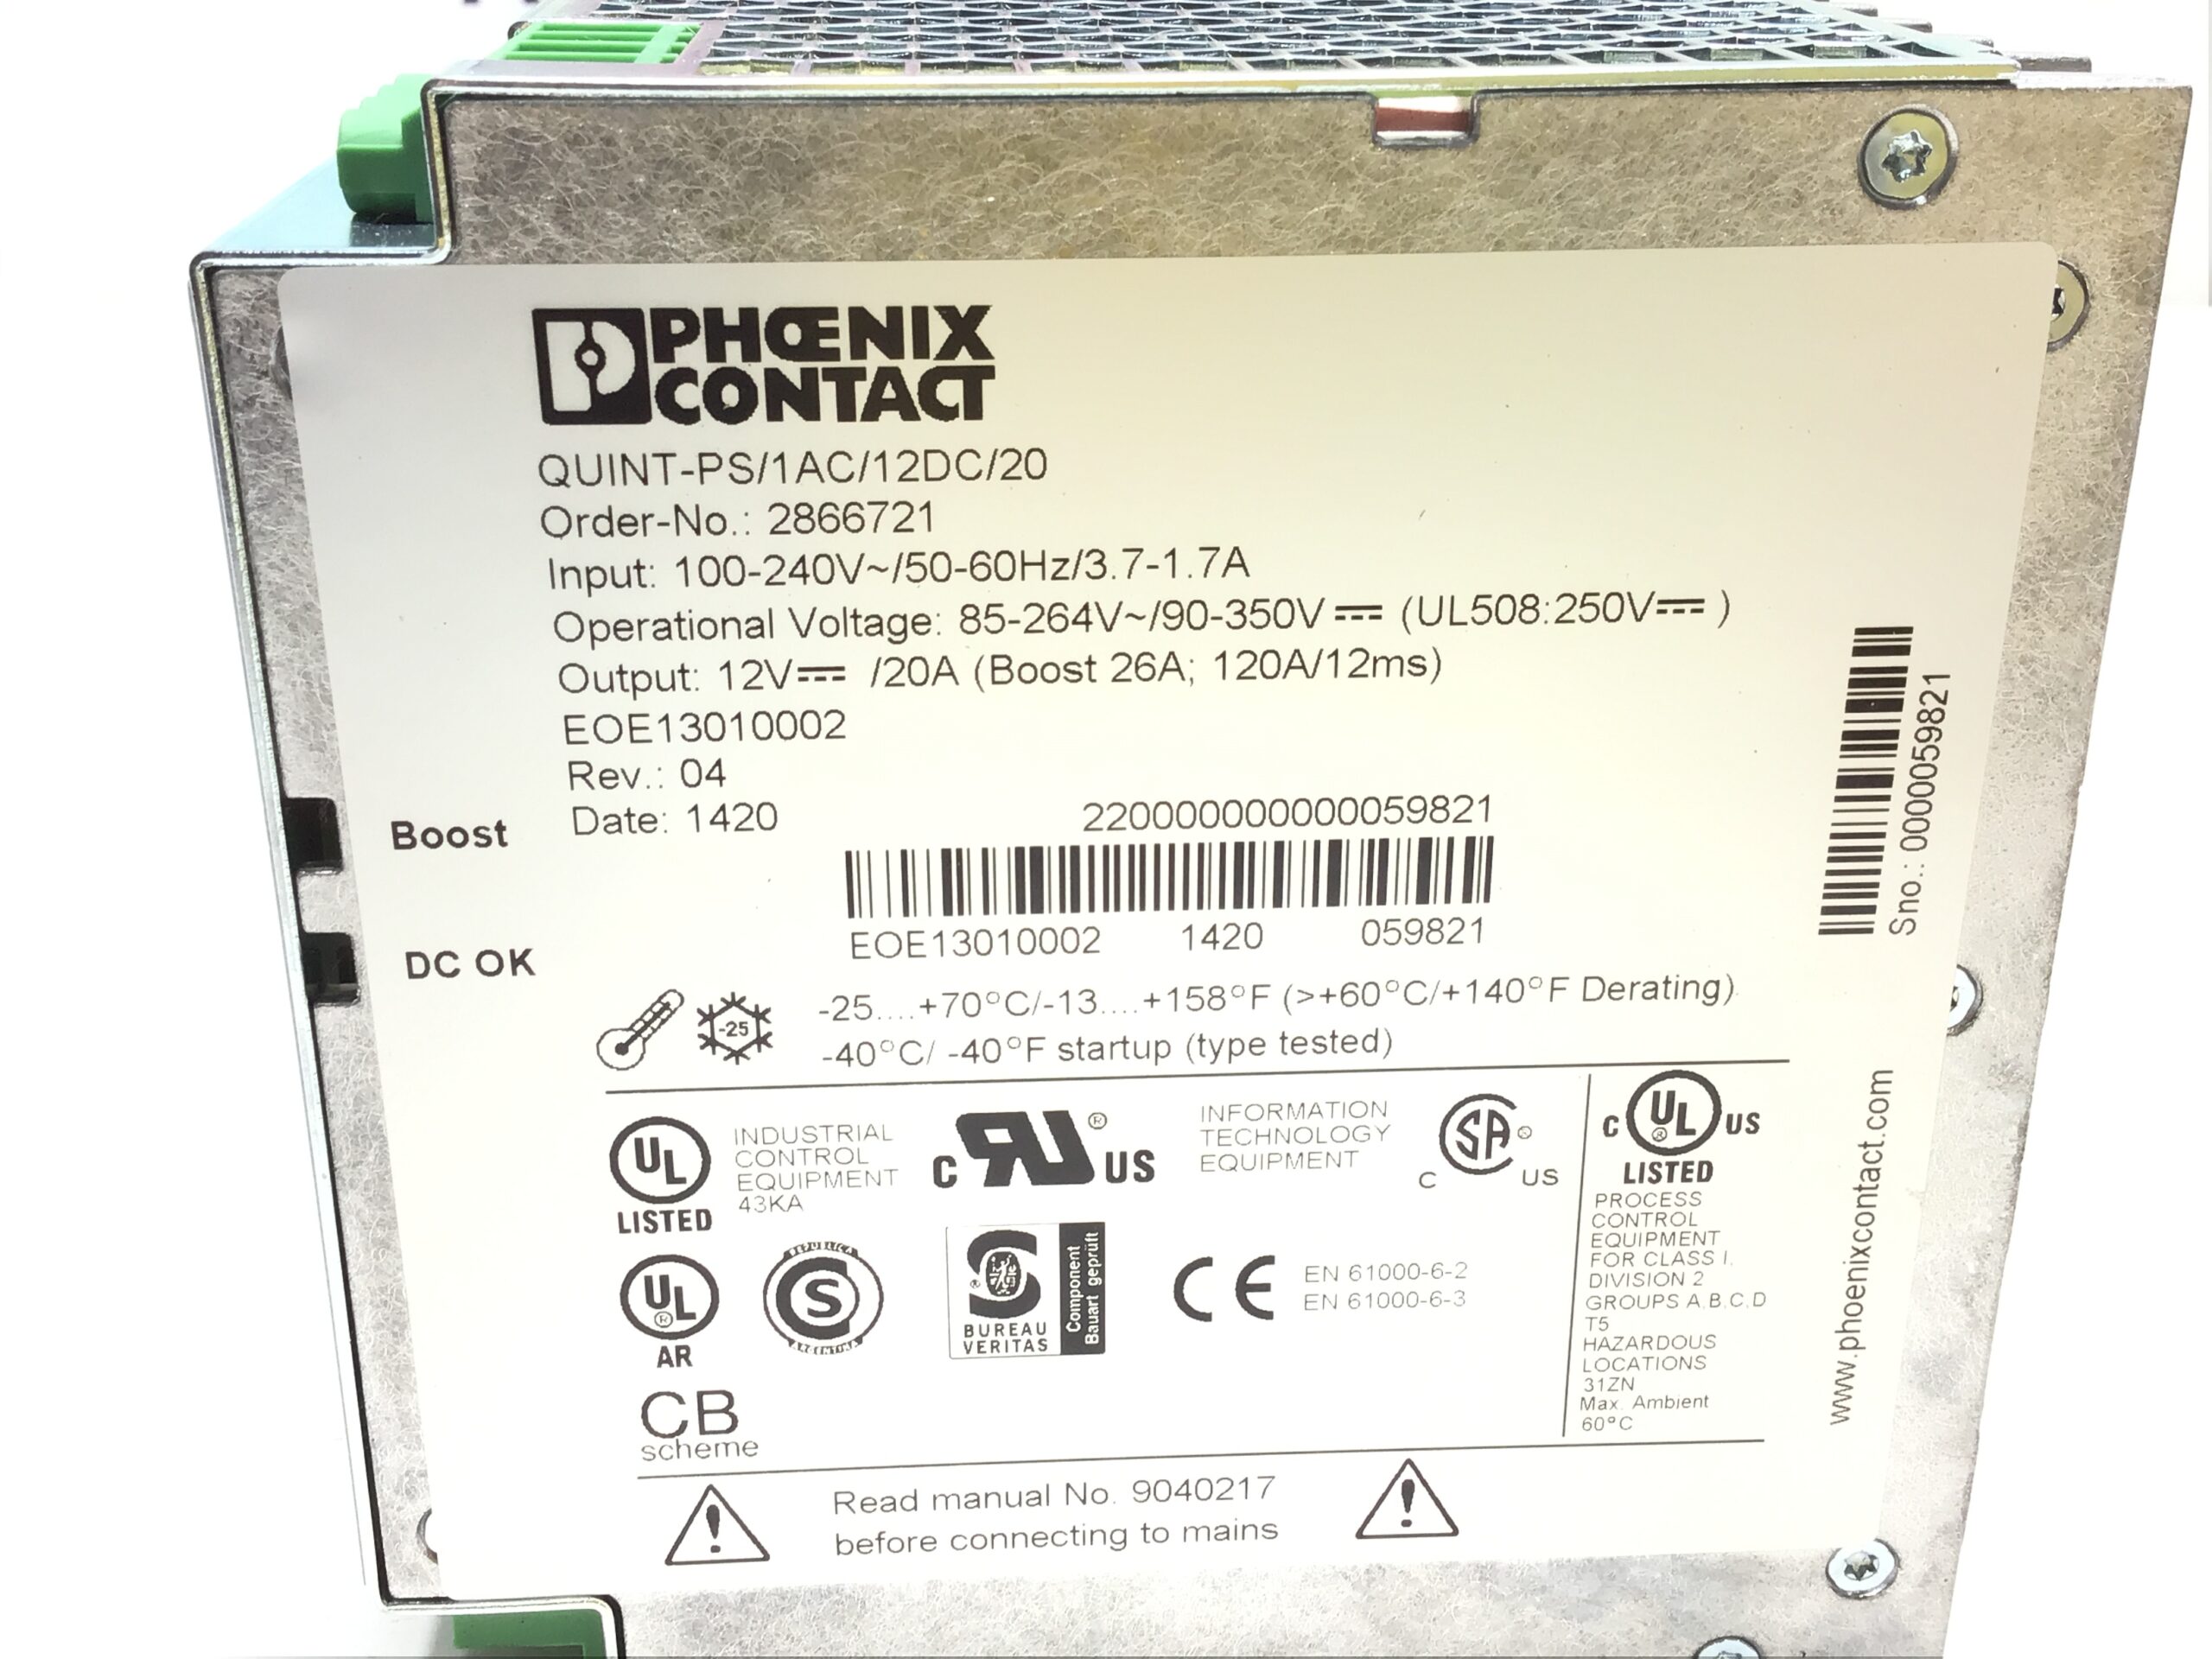 PHŒNIX
CONTACT
QUINT-PS/1AC/12DC/20
Order-No.: 2866721
Input: 100-240V~/50-60Hz/3.7-1.7A
Operational Voltage: 85-264V~/90-350V⎓ (UL508:250V⎓ )
Output: 12V⎓ /20A (Boost 26A; 120A/12ms)
EOE13010002
Rev.: 04
Date: 1420
220000000000059821
Boost
EOE13010002 1420 059821
DC OK
-25....+70°C/-13....+158°F (>+60°C/+140°F Derating)
-25
-40°C/ -40°F startup (type tested)
UL
LISTED
INDUSTRIAL
CONTROL
EQUIPMENT
43KA
C RU® US
INFORMATION
TECHNOLOGY
EQUIPMENT
C SA® US
C UL® US
LISTED
PROCESS
CONTROL
EQUIPMENT
FOR CLASS I,
DIVISION 2
GROUPS A,B,C,D
T5
HAZARDOUS
LOCATIONS
31ZN
Max. Ambient
60°C
UL®
AR
REPUBLICA
S
ARGENTINA
S®
BUREAU
VERITAS
Component
Bauart geprüft
CE
EN 61000-6-2
EN 61000-6-3
CB
scheme
Read manual No. 9040217
before connecting to mains
Sno.: 0000059821
www.phoenixcontact.com